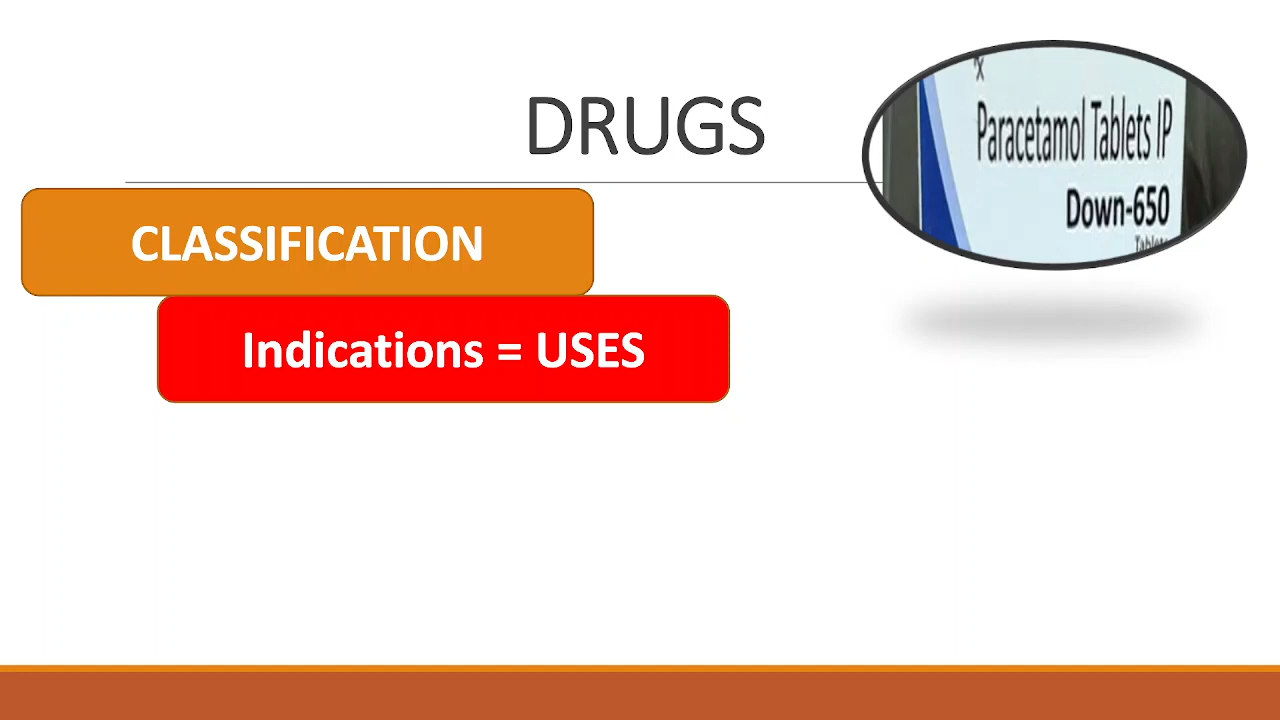 DRUGS
Paracetamol Tablets IP
Down-650
CLASSIFICATION
Indications = USES